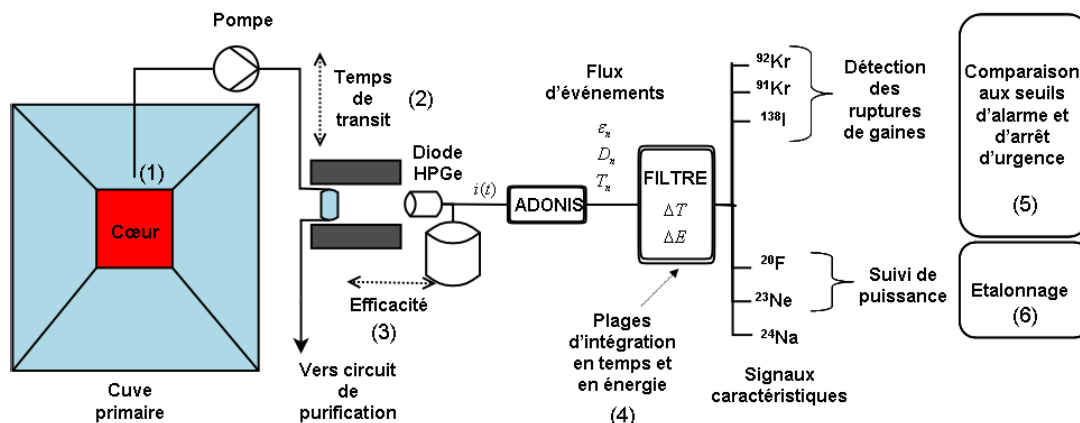 Pompe
Temps
de
transit
(2)
(1)
Cœur
Cuve
primaire
Diode
HPGe
i(t)
Efficacité
(3)
Vers circuit
de
purification
ADONIS
Flux
d'événements
εₙ
Dₙ
Tₙ
FILTRE
ΔT
ΔE
Plages
d'intégration
en temps et
en énergie
(4)
⁹²Kr
⁹¹Kr
¹³⁸I
²⁰F
²³Ne
²⁴Na
Signaux
caractéristiques
Détection
des
ruptures
de gaines
Suivi de
puissance
Comparaison
aux seuils
d'alarme et
d'arrêt
d'urgence
(5)
Etalonnage
(6)